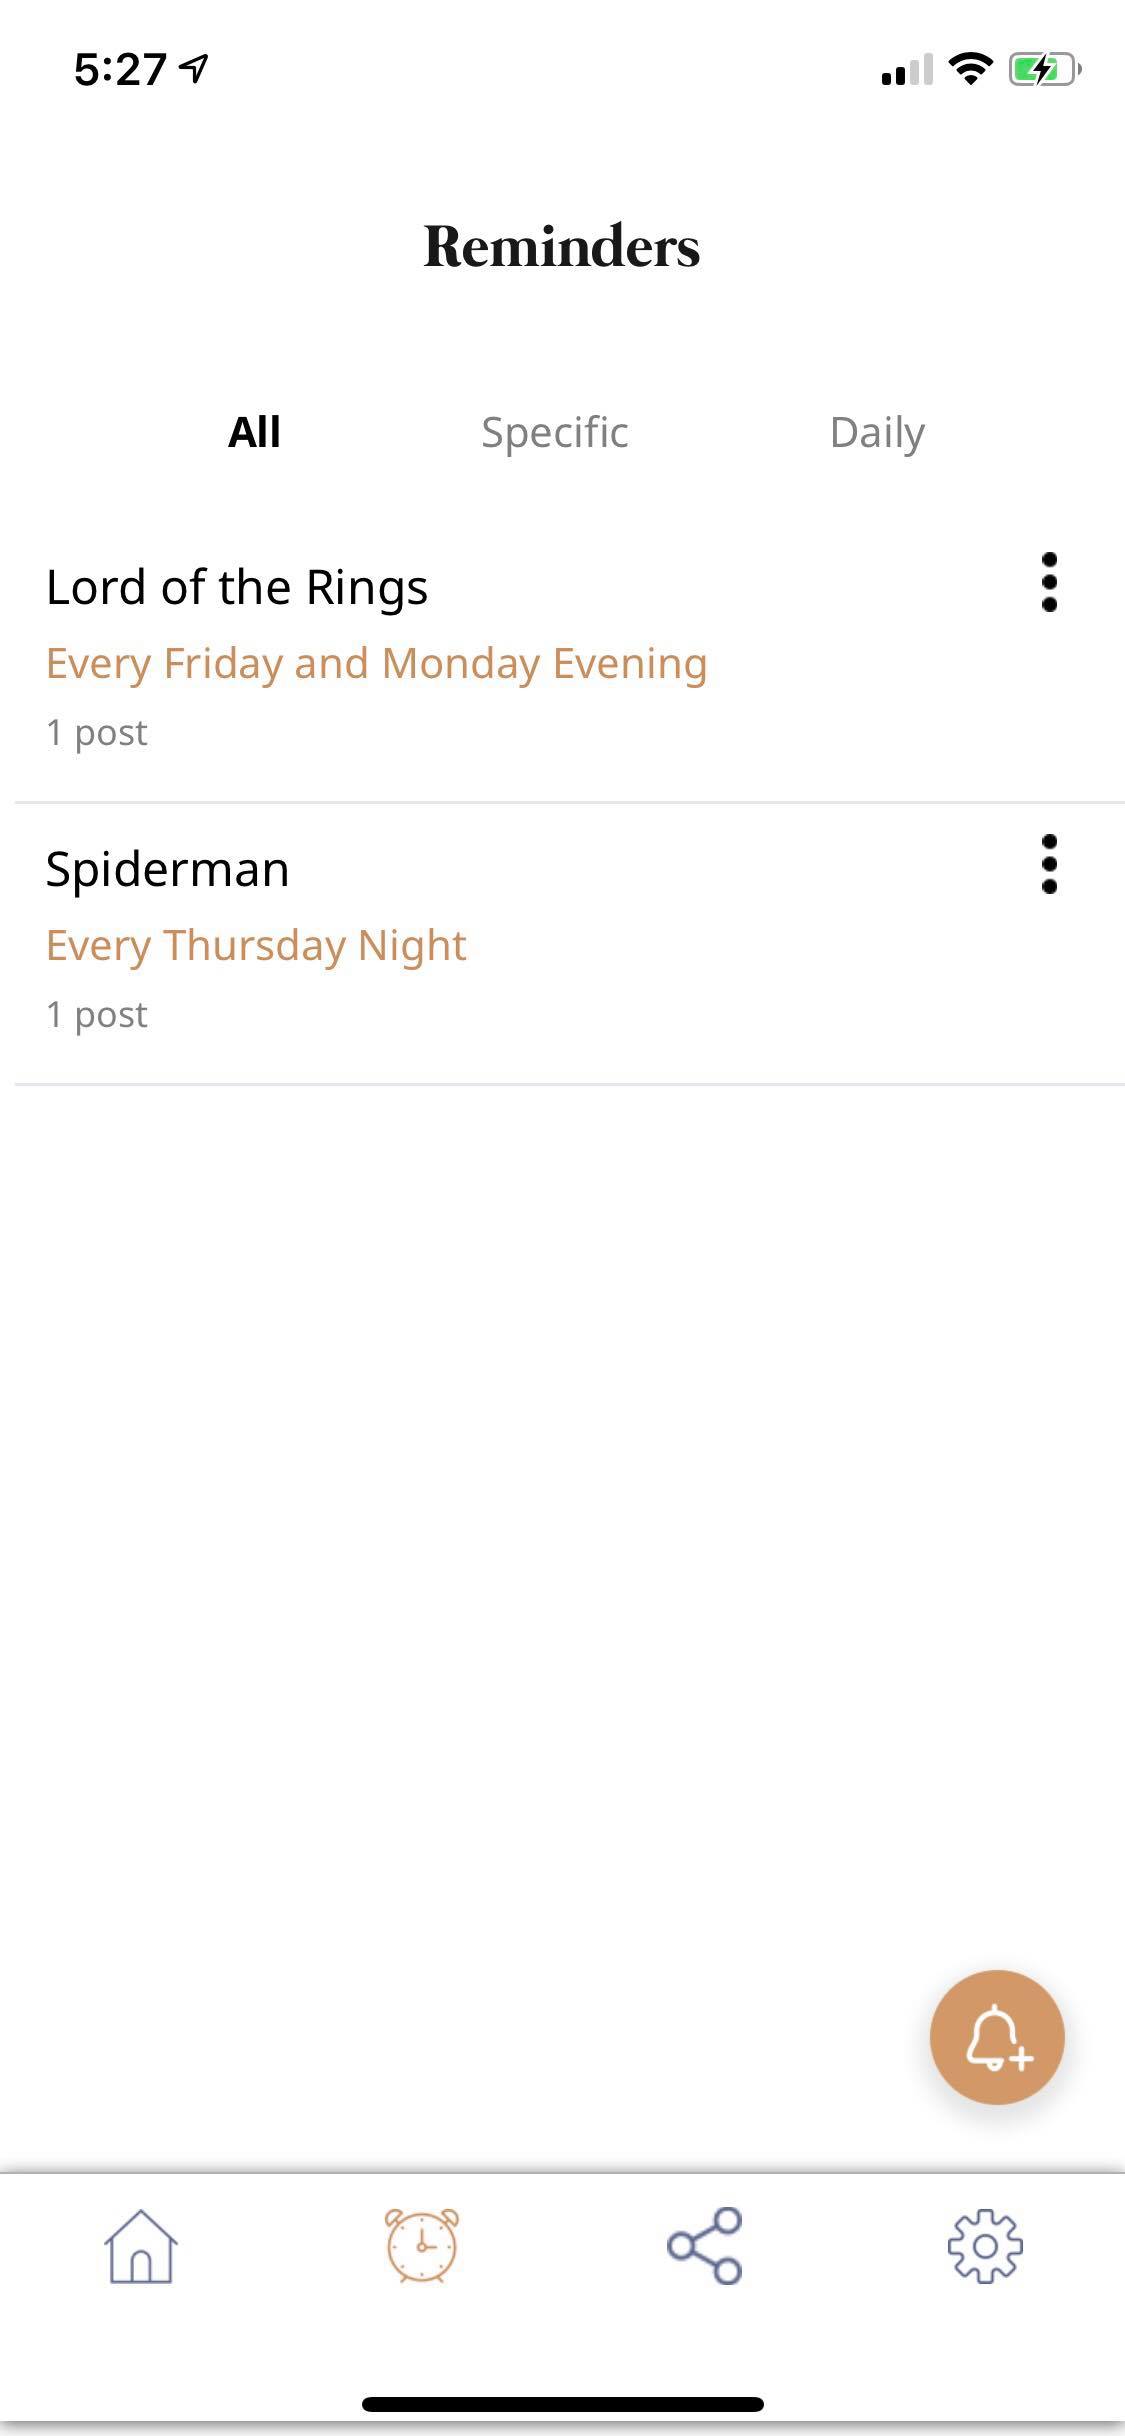 5:27
Reminders
All Specific Daily
Lord of the Rings
Every Friday and Monday Evening
1 post
Spiderman
Every Thursday Night
1 post